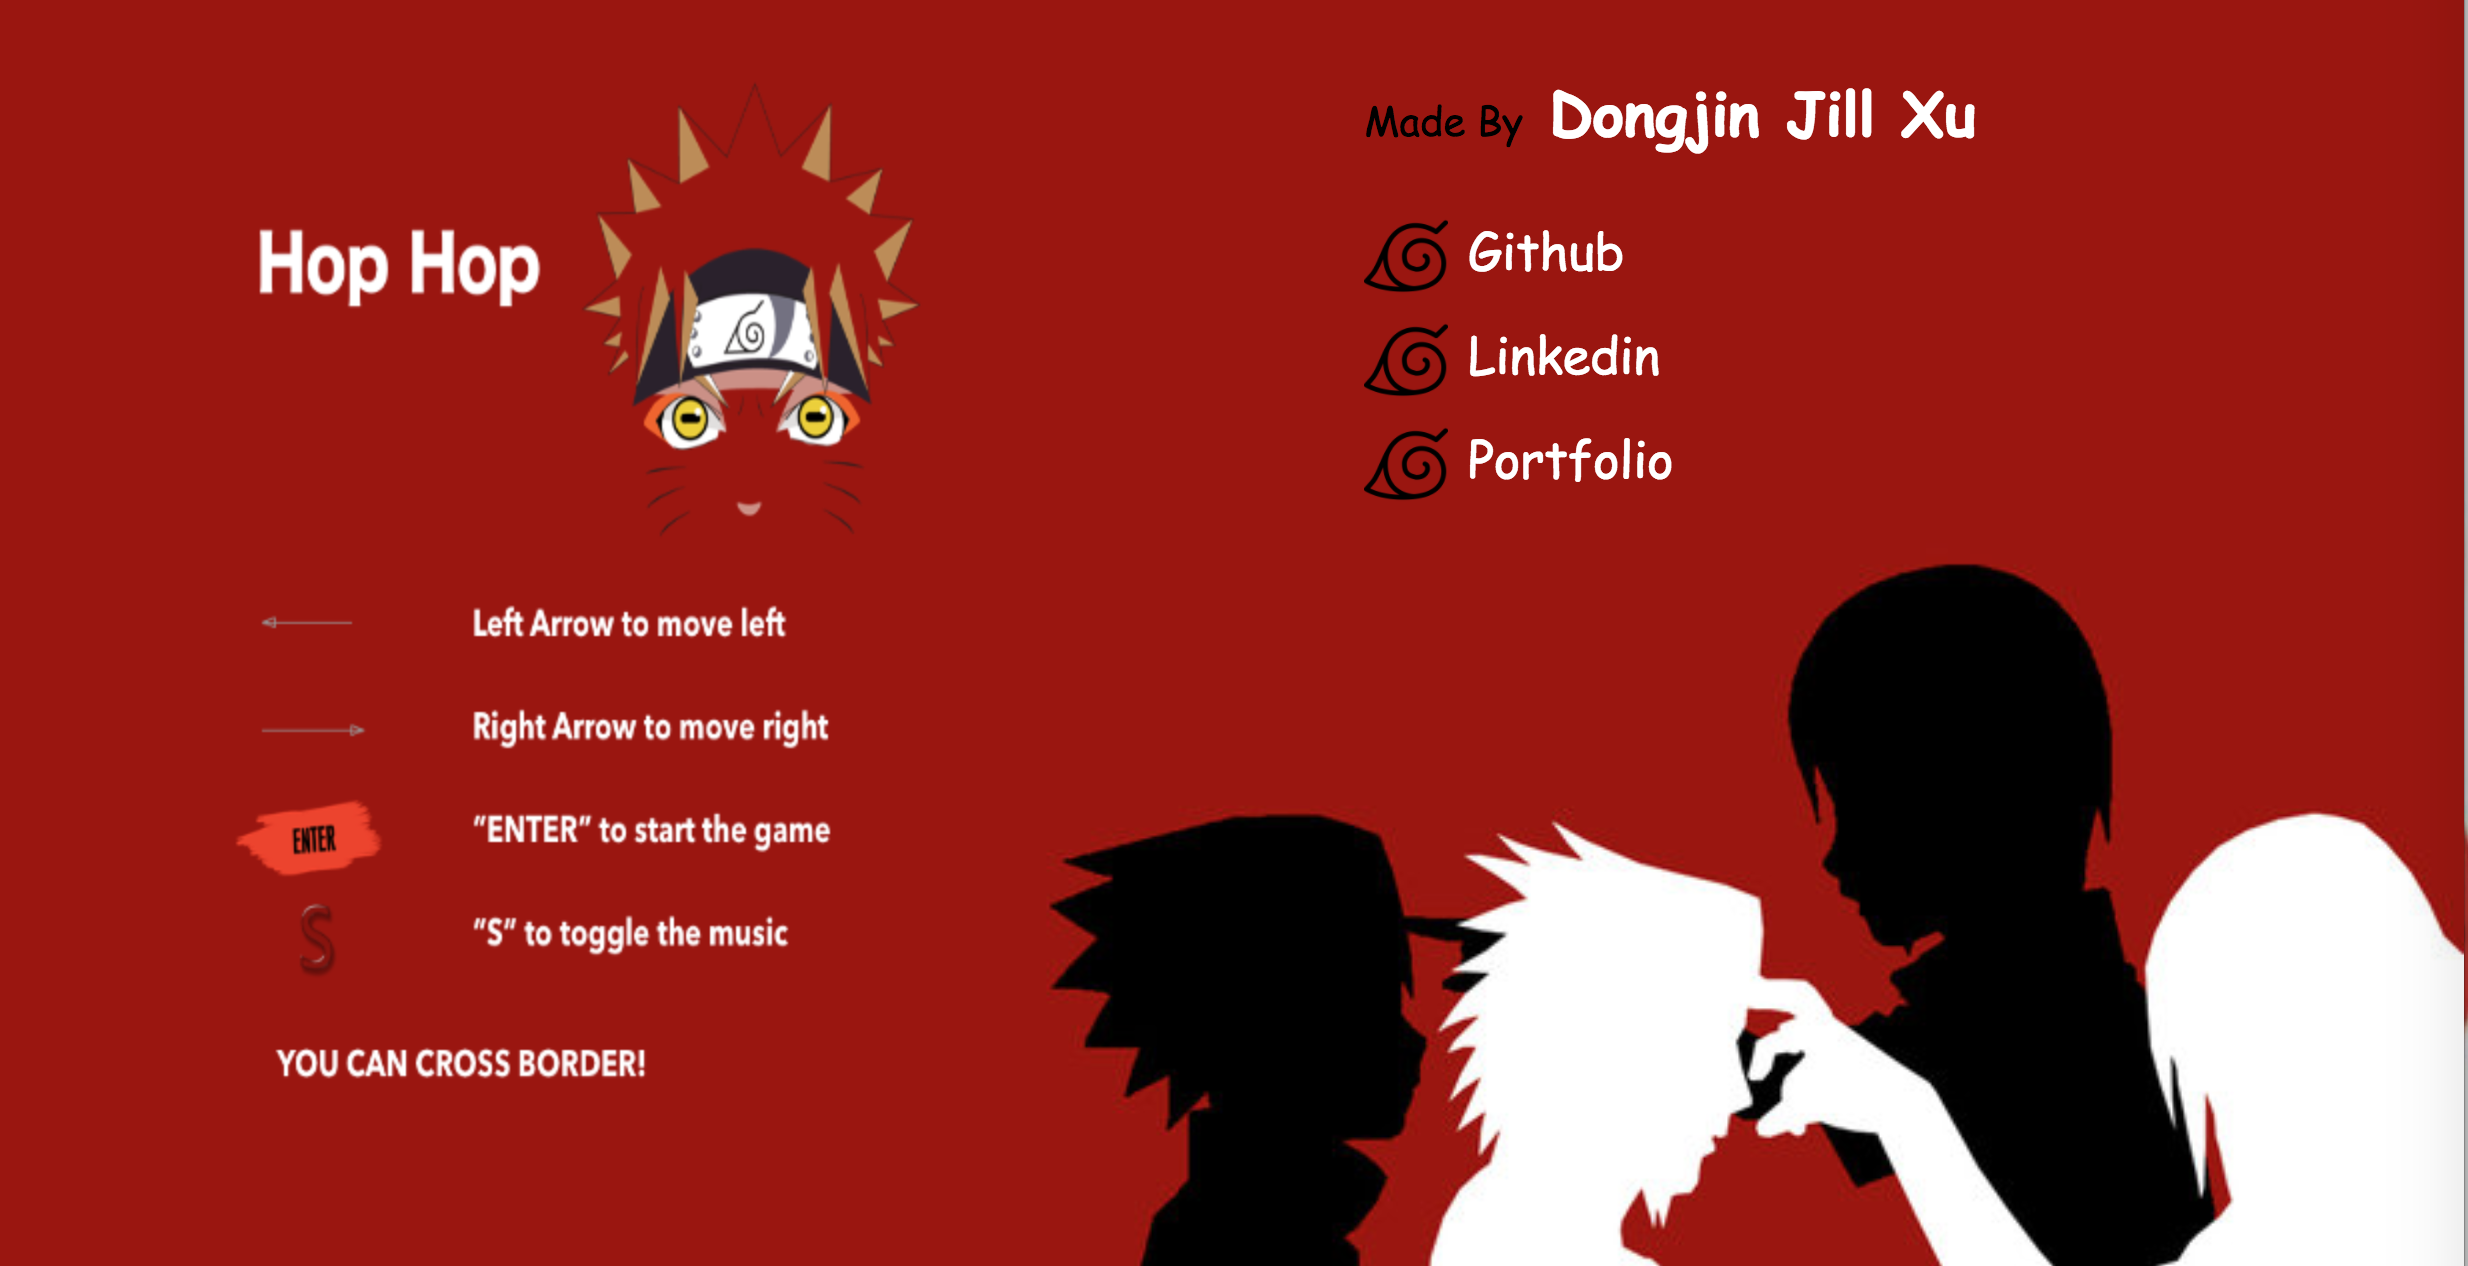 Hop Hop
Left Arrow to move left
Right Arrow to move right
ENTER
"ENTER" to start the game
S
"S" to toggle the music
YOU CAN CROSS BORDER!
Made By Dongjin Jill Xu
Github
Linkedin
Portfolio